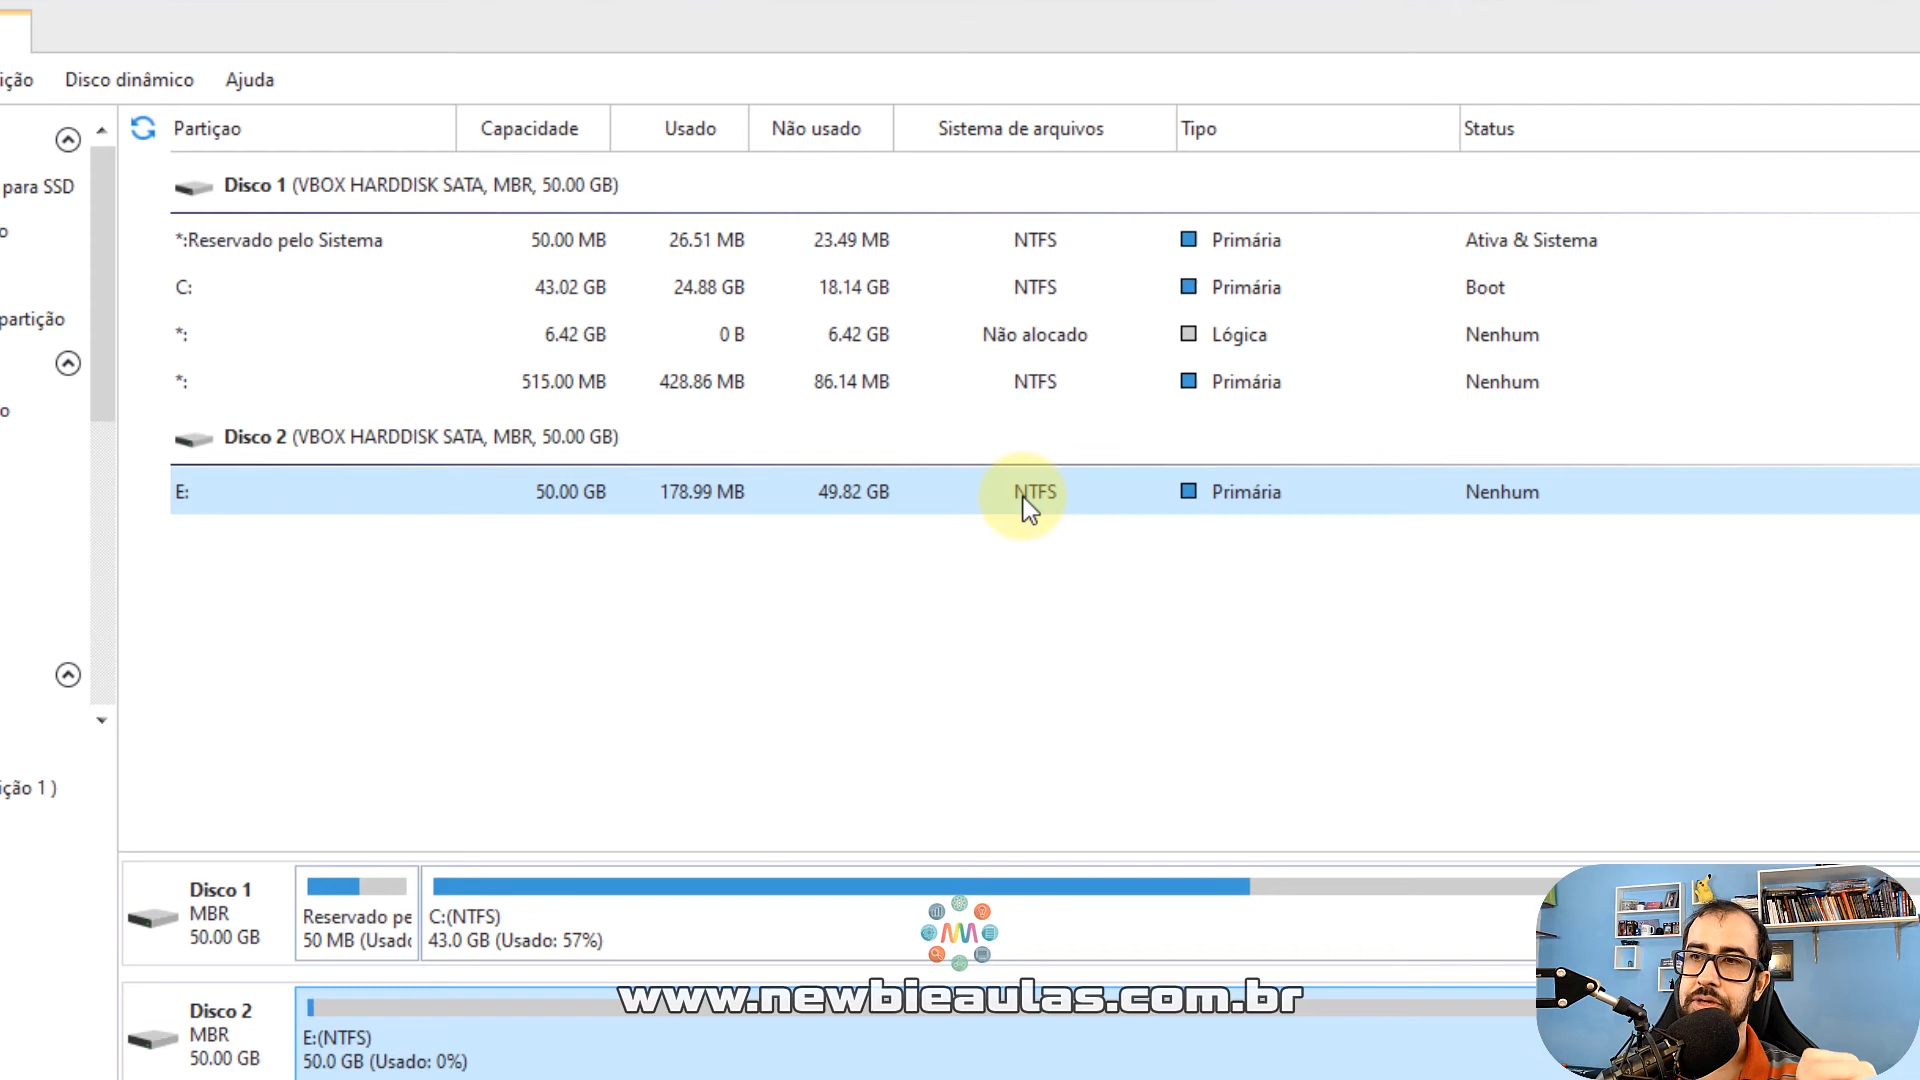 ição Disco dinâmico Ajuda
Partiçao Capacidade Usado Não usado Sistema de arquivos Tipo Status
para SSD
Disco 1 (VBOX HARDDISK SATA, MBR, 50.00 GB)
o
*:Reservado pelo Sistema 50.00 MB 26.51 MB 23.49 MB NTFS Primária Ativa & Sistema
C: 43.02 GB 24.88 GB 18.14 GB NTFS Primária Boot
partição
*: 6.42 GB 0 B 6.42 GB Não alocado Lógica Nenhum
*: 515.00 MB 428.86 MB 86.14 MB NTFS Primária Nenhum
o
Disco 2 (VBOX HARDDISK SATA, MBR, 50.00 GB)
E: 50.00 GB 178.99 MB 49.82 GB NTFS Primária Nenhum
ição 1 )
Disco 1
MBR
50.00 GB
Reservado pe
50 MB (Usado
C:(NTFS)
43.0 GB (Usado: 57%)
www.newbieaulas.com.br
Disco 2
MBR
50.00 GB
E:(NTFS)
50.0 GB (Usado: 0%)